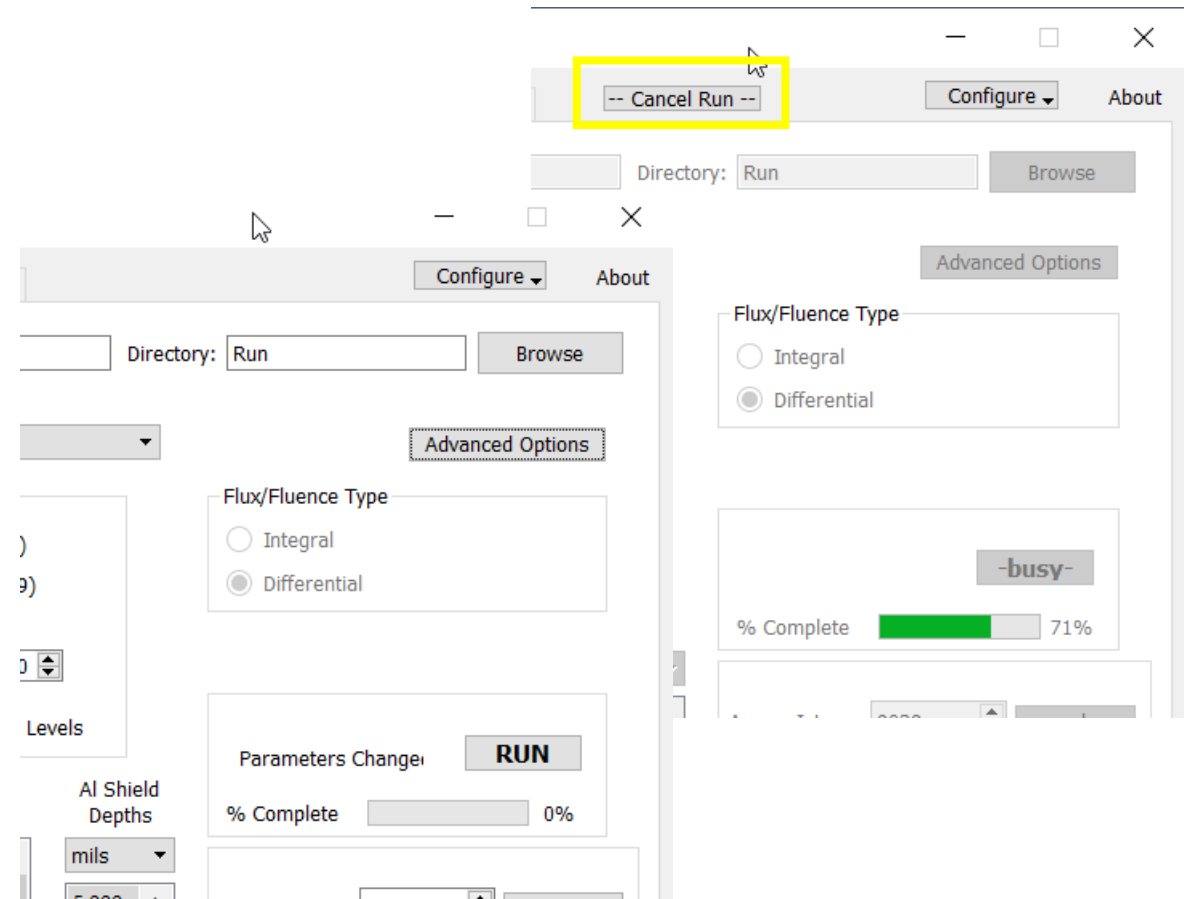 -- Cancel Run --
Configure
About
Directory:
Run
Browse
Advanced Options
Flux/Fluence Type
Integral
Differential
-busy-
% Complete
71%
Configure
About
Directory:
Run
Browse
Advanced Options
Flux/Fluence Type
Integral
Differential
)
9)
0
Levels
Parameters Change
RUN
% Complete
0%
Al Shield
Depths
mils